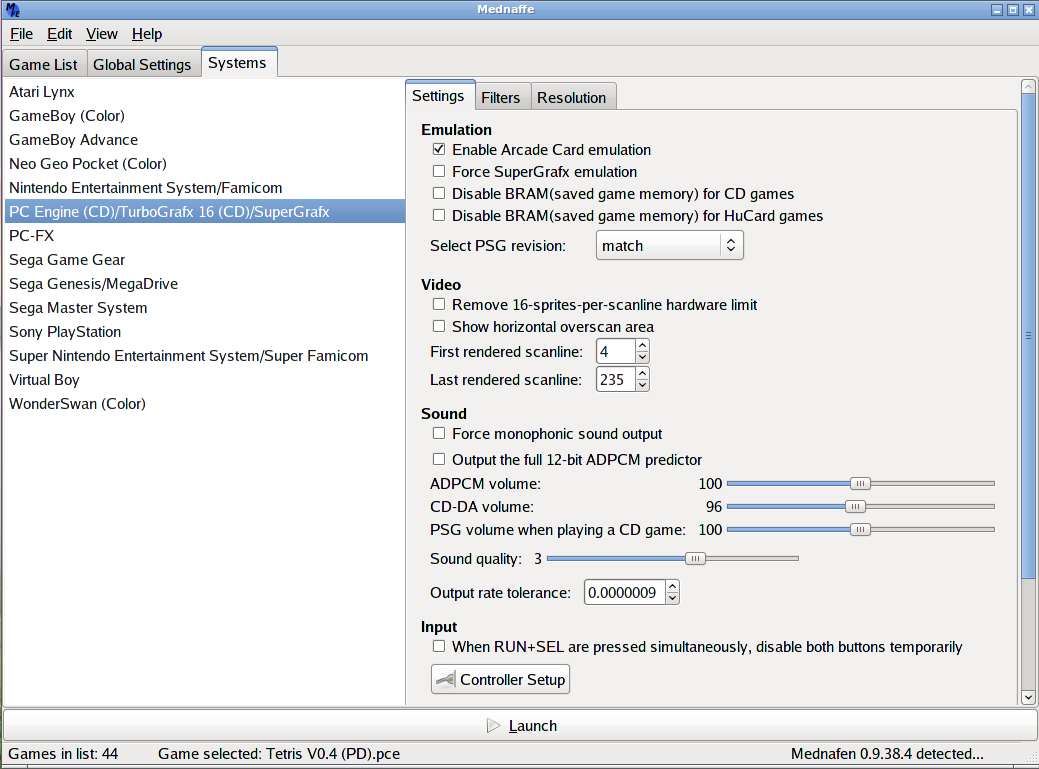 Mednaffe
File Edit View Help
Game List Global Settings Systems
Atari Lynx
GameBoy (Color)
GameBoy Advance
Neo Geo Pocket (Color)
Nintendo Entertainment System/Famicom
PC Engine (CD)/TurboGrafx 16 (CD)/SuperGrafx
PC-FX
Sega Game Gear
Sega Genesis/MegaDrive
Sega Master System
Sony PlayStation
Super Nintendo Entertainment System/Super Famicom
Virtual Boy
WonderSwan (Color)
Settings Filters Resolution
Emulation
Enable Arcade Card emulation
Force SuperGrafx emulation
Disable BRAM(saved game memory) for CD games
Disable BRAM(saved game memory) for HuCard games
Select PSG revision: match
Video
Remove 16-sprites-per-scanline hardware limit
Show horizontal overscan area
First rendered scanline: 4
Last rendered scanline: 235
Sound
Force monophonic sound output
Output the full 12-bit ADPCM predictor
ADPCM volume: 100
CD-DA volume: 96
PSG volume when playing a CD game: 100
Sound quality: 3
Output rate tolerance: 0.0000009
Input
When RUN+SEL are pressed simultaneously, disable both buttons temporarily
Controller Setup
Launch
Games in list: 44 Game selected: Tetris V0.4 (PD).pce Mednafen 0.9.38.4 detected...